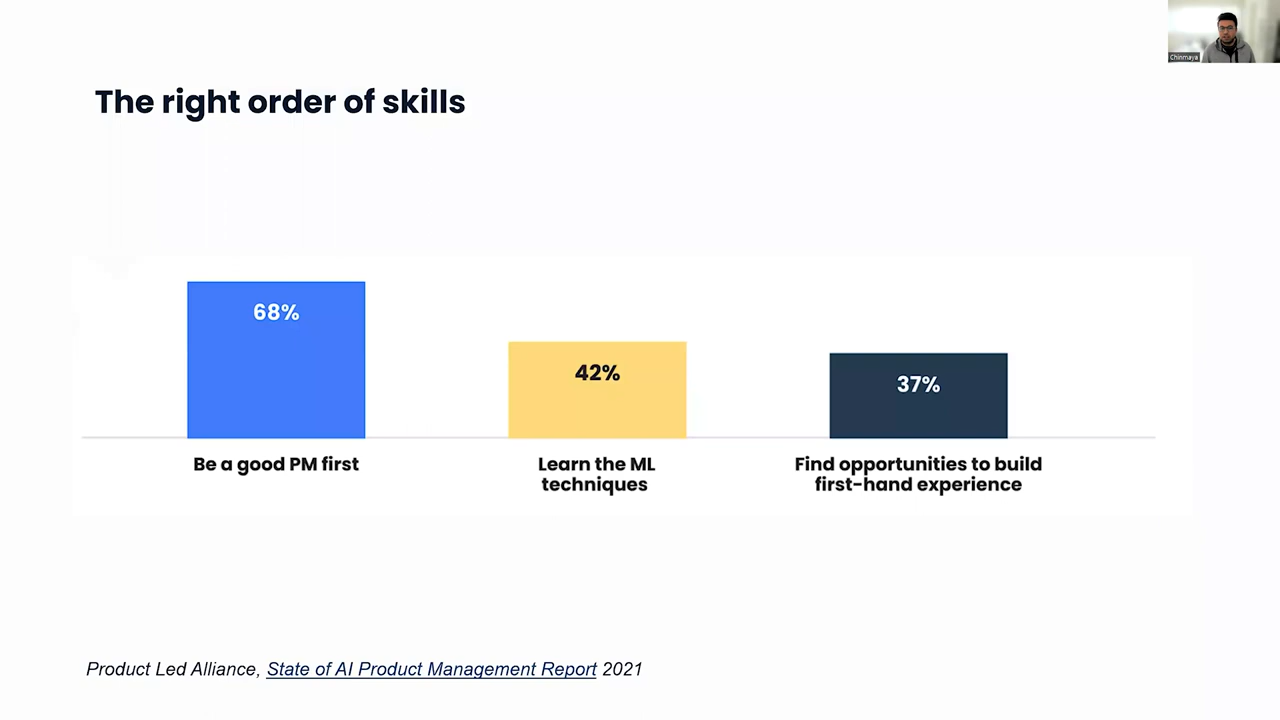 Chinmaya
The right order of skills
68%
42%
37%
Be a good PM first
Learn the ML
techniques
Find opportunities to build
first-hand experience
Product Led Alliance, State of AI Product Management Report 2021